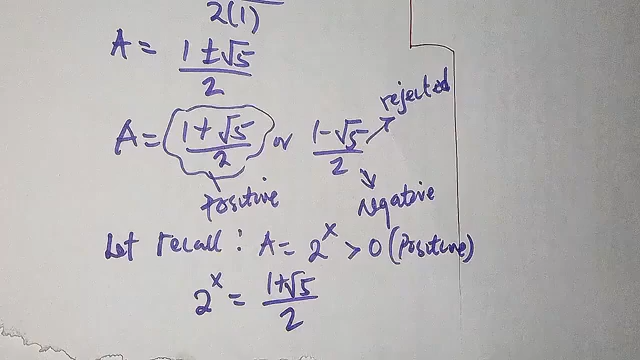 2(1)
A = (1 ± √5)/2
A = (1 + √5)/2 or (1 - √5)/2
rejected
Positive
Negative
Let recall : A = 2^x > 0 (Positive)
2^x = (1+√5)/2